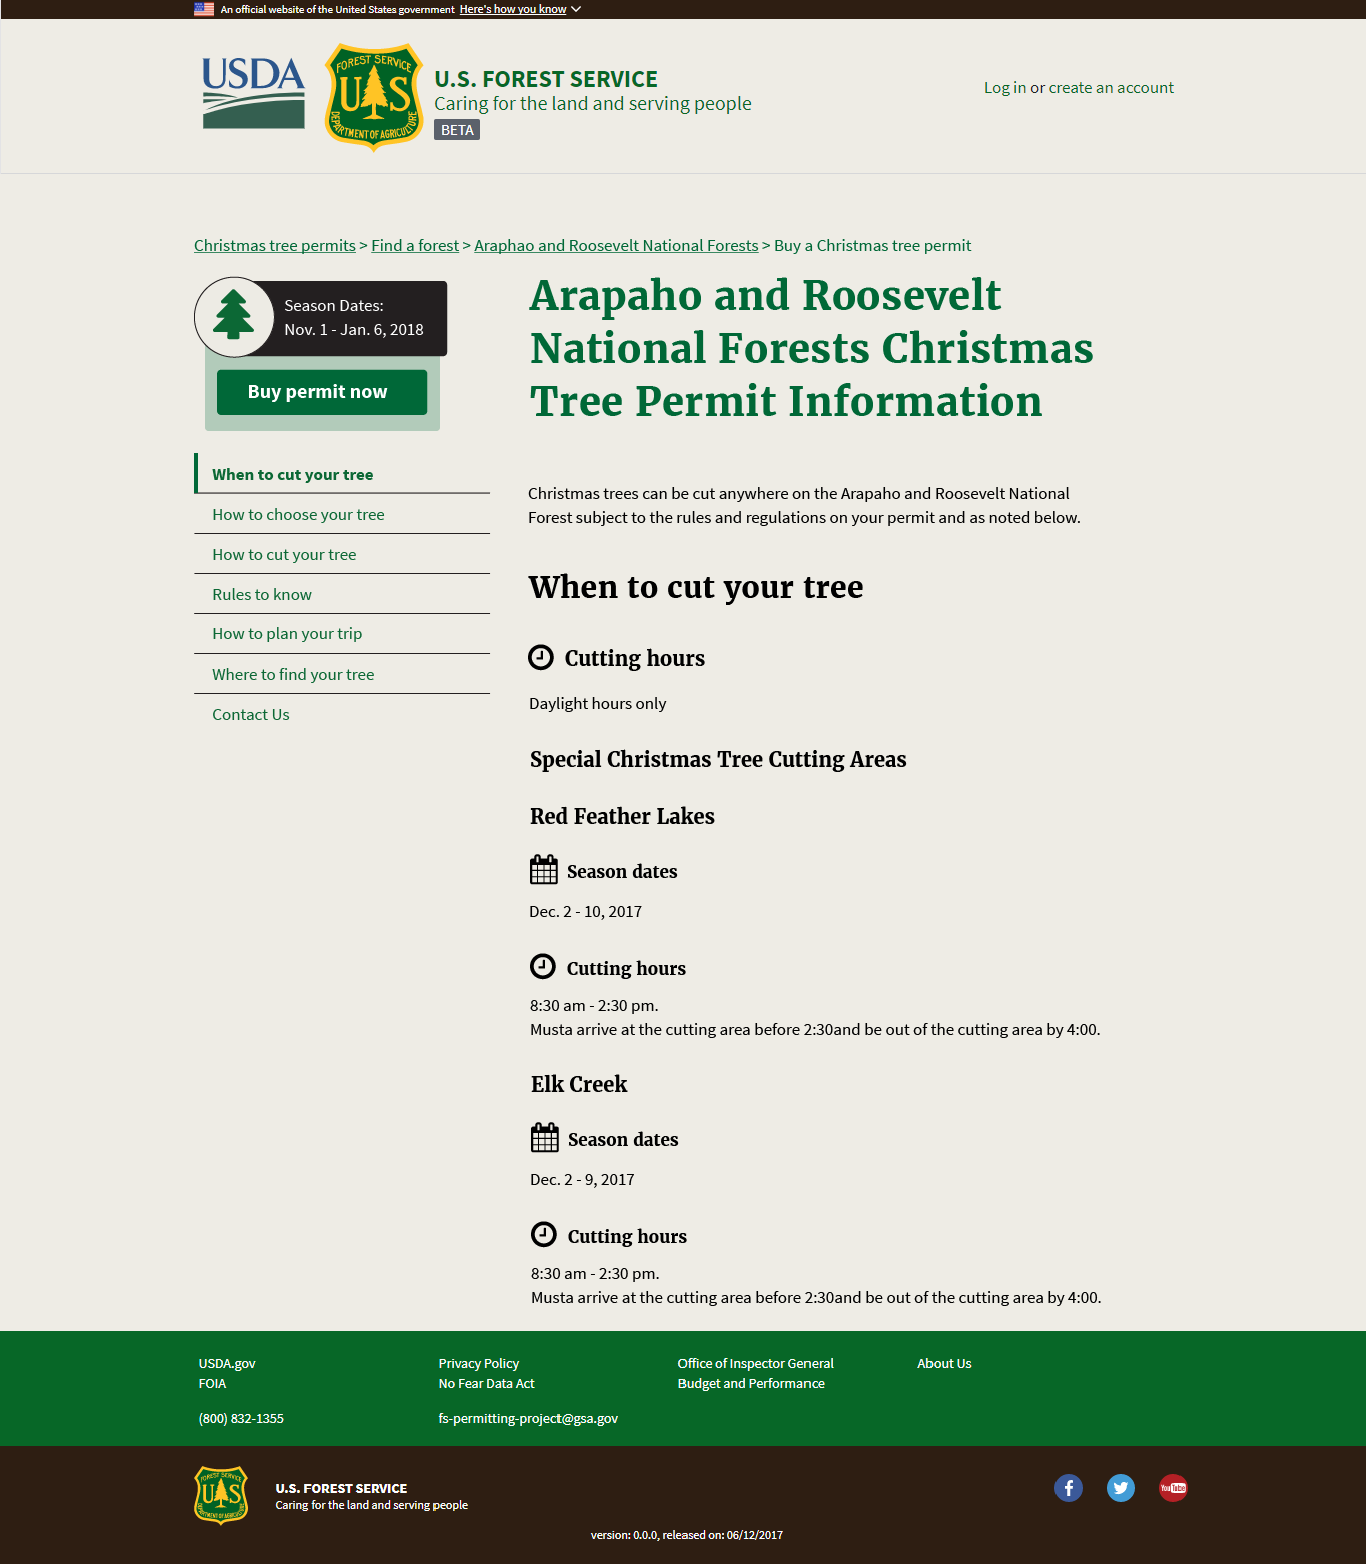 An official website of the United States government Here's how you know
USDA
FOREST SERVICE
U S
DEPARTMENT OF AGRICULTURE
U.S. FOREST SERVICE
Caring for the land and serving people
BETA
Log in or create an account
Christmas tree permits > Find a forest > Araphao and Roosevelt National Forests > Buy a Christmas tree permit
Season Dates:
Nov. 1 - Jan. 6, 2018
Buy permit now
When to cut your tree
How to choose your tree
How to cut your tree
Rules to know
How to plan your trip
Where to find your tree
Contact Us
Arapaho and Roosevelt
National Forests Christmas
Tree Permit Information
Christmas trees can be cut anywhere on the Arapaho and Roosevelt National
Forest subject to the rules and regulations on your permit and as noted below.
When to cut your tree
Cutting hours
Daylight hours only
Special Christmas Tree Cutting Areas
Red Feather Lakes
Season dates
Dec. 2 - 10, 2017
Cutting hours
8:30 am - 2:30 pm.
Musta arrive at the cutting area before 2:30and be out of the cutting area by 4:00.
Elk Creek
Season dates
Dec. 2 - 9, 2017
Cutting hours
8:30 am - 2:30 pm.
Musta arrive at the cutting area before 2:30and be out of the cutting area by 4:00.
USDA.gov
FOIA
(800) 832-1355
Privacy Policy
No Fear Data Act
fs-permitting-project@gsa.gov
Office of Inspector General
Budget and Performance
About Us
FOREST SERVICE
U S
DEPARTMENT OF AGRICULTURE
U.S. FOREST SERVICE
Caring for the land and serving people
YouTube
version: 0.0.0, released on: 06/12/2017